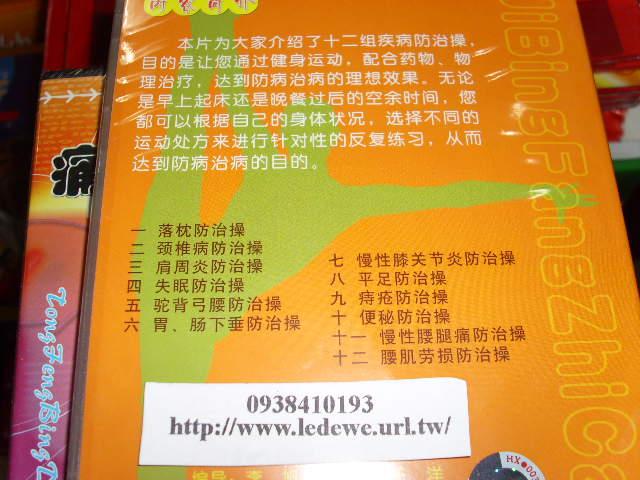 内容简介
本片为大家介绍了十二组疾病防治操，
目的是让您通过健身运动，配合药物、物
理治疗，达到防病治病的理想效果。无论
是早上起床还是晚餐过后的空余时间，您
都可以根据自己的身体状况，选择不同的
运动处方来进行针对性的反复练习，从而
达到防病治病的目的。
一 落枕防治操
二 颈椎病防治操
三 肩周炎防治操
四 失眠防治操
五 驼背弓腰防治操
六 胃、肠下垂防治操
七 慢性膝关节炎防治操
八 平足防治操
九 痔疮防治操
十 便秘防治操
十一 慢性腰腿痛防治操
十二 腰肌劳损防治操
0938410193
http://www.ledewe.url.tw/
JiBingFangZhiCa
TongFengBing
痛